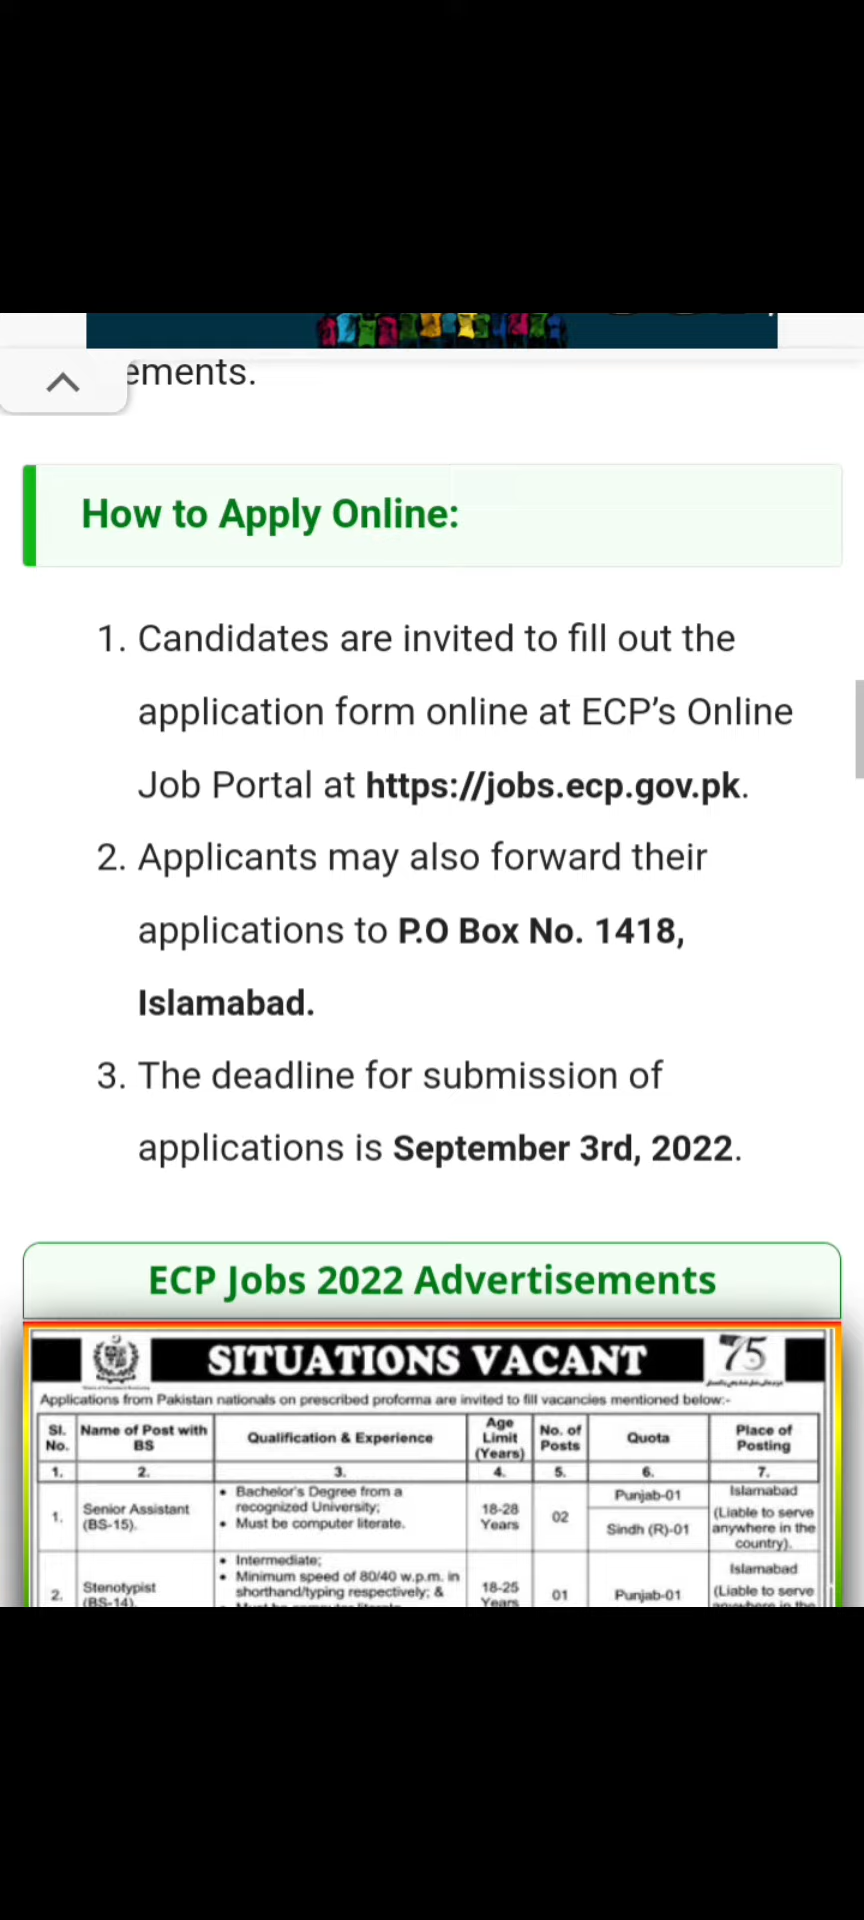 ements.
How to Apply Online:
1. Candidates are invited to fill out the
application form online at ECP’s Online
Job Portal at https://jobs.ecp.gov.pk.
2. Applicants may also forward their
applications to P.O Box No. 1418,
Islamabad.
3. The deadline for submission of
applications is September 3rd, 2022.
ECP Jobs 2022 Advertisements
SITUATIONS VACANT
75
Applications from Pakistan nationals on prescribed proforma are invited to fill vacancies mentioned below:-
Sl. No. Name of Post with BS Qualification & Experience Age Limit (Years) No. of Posts Quota Place of Posting
1. 2. 3. 4. 5. 6. 7.
1. Senior Assistant (BS-15). • Bachelor's Degree from a recognized University; • Must be computer literate. 18-28 Years 02 Punjab-01 Sindh (R)-01 Islamabad (Liable to serve anywhere in the country).
2. Stenotypist (BS-14). • Intermediate; • Minimum speed of 80/40 w.p.m. in shorthand/typing respectively; & 18-25 Years 01 Punjab-01 Islamabad (Liable to serve